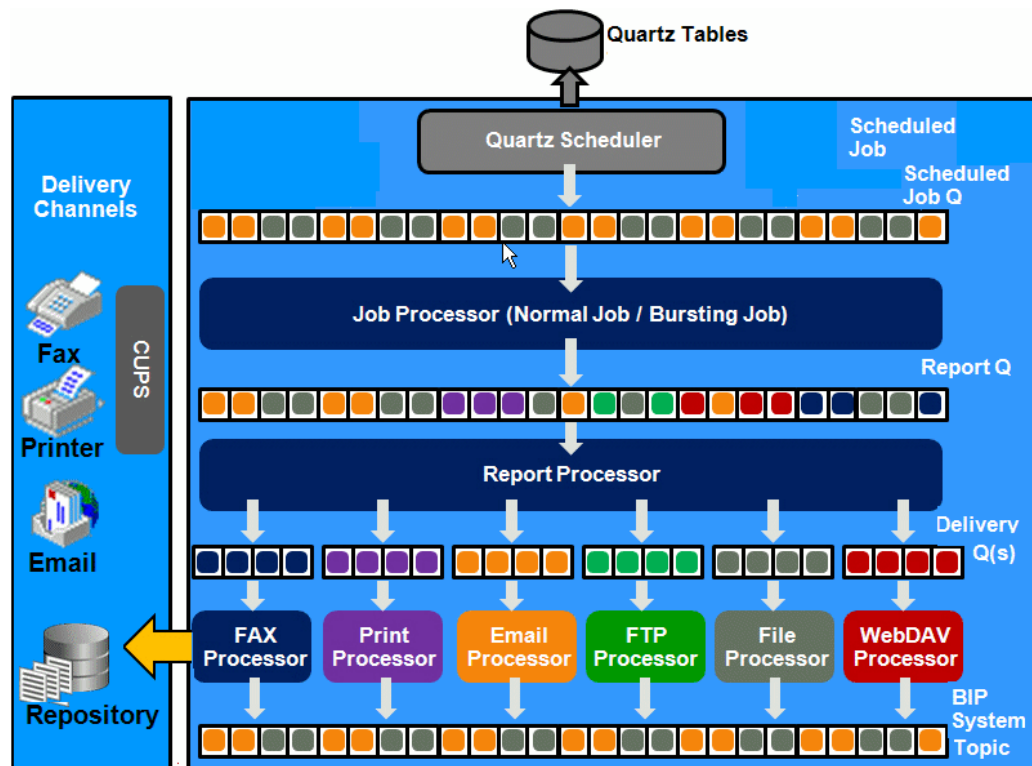 Quartz Tables
Quartz Scheduler
Scheduled
Job
Scheduled
Job Q
Delivery
Channels
Fax
CUPS
Printer
Email
Repository
Job Processor (Normal Job / Bursting Job)
Report Q
Report Processor
Delivery
Q(s)
FAX
Processor
Print
Processor
Email
Processor
FTP
Processor
File
Processor
WebDAV
Processor
BIP
System
Topic